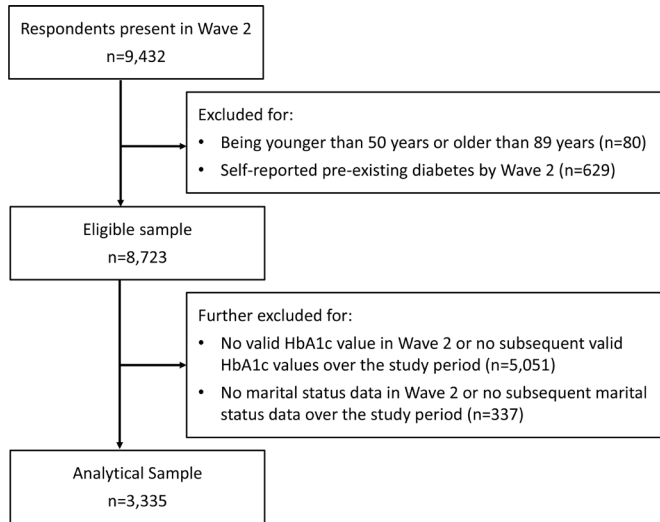 Respondents present in Wave 2
n=9,432
Excluded for:
• Being younger than 50 years or older than 89 years (n=80)
• Self-reported pre-existing diabetes by Wave 2 (n=629)
Eligible sample
n=8,723
Further excluded for:
• No valid HbA1c value in Wave 2 or no subsequent valid
HbA1c values over the study period (n=5,051)
• No marital status data in Wave 2 or no subsequent marital
status data over the study period (n=337)
Analytical Sample
n=3,335